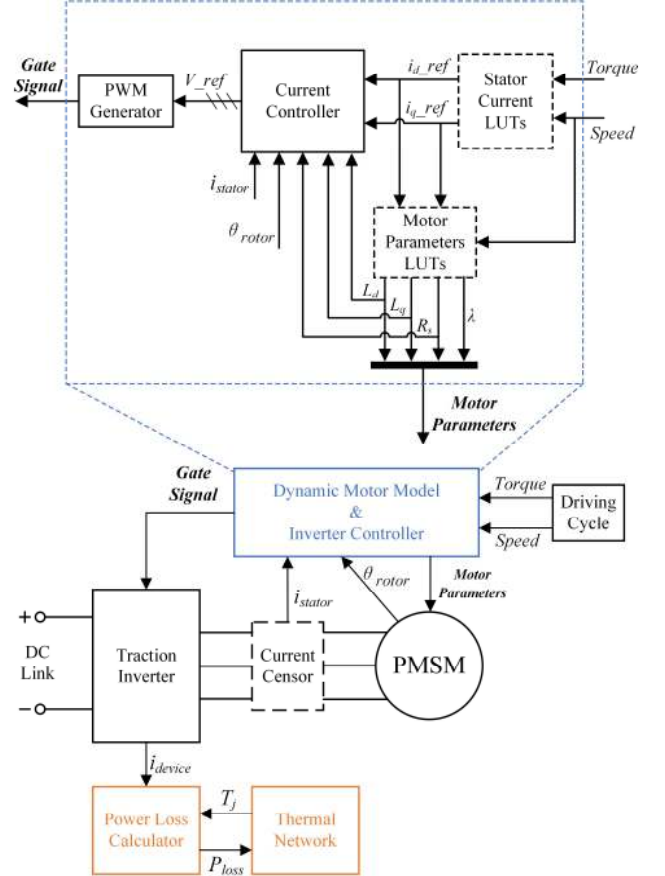 Gate
Signal
PWM
Generator
V_ref
Current
Controller
i_d_ref
i_q_ref
Stator
Current
LUTs
Torque
Speed
i_stator
θ_rotor
Motor
Parameters
LUTs
L_d
L_q
R_s
λ
Motor
Parameters
Gate
Signal
Dynamic Motor Model
&
Inverter Controller
Torque
Speed
Driving
Cycle
i_stator
θ_rotor
Motor
Parameters
+
DC
Link
−
Traction
Inverter
Current
Censor
PMSM
i_device
Power Loss
Calculator
T_j
P_loss
Thermal
Network